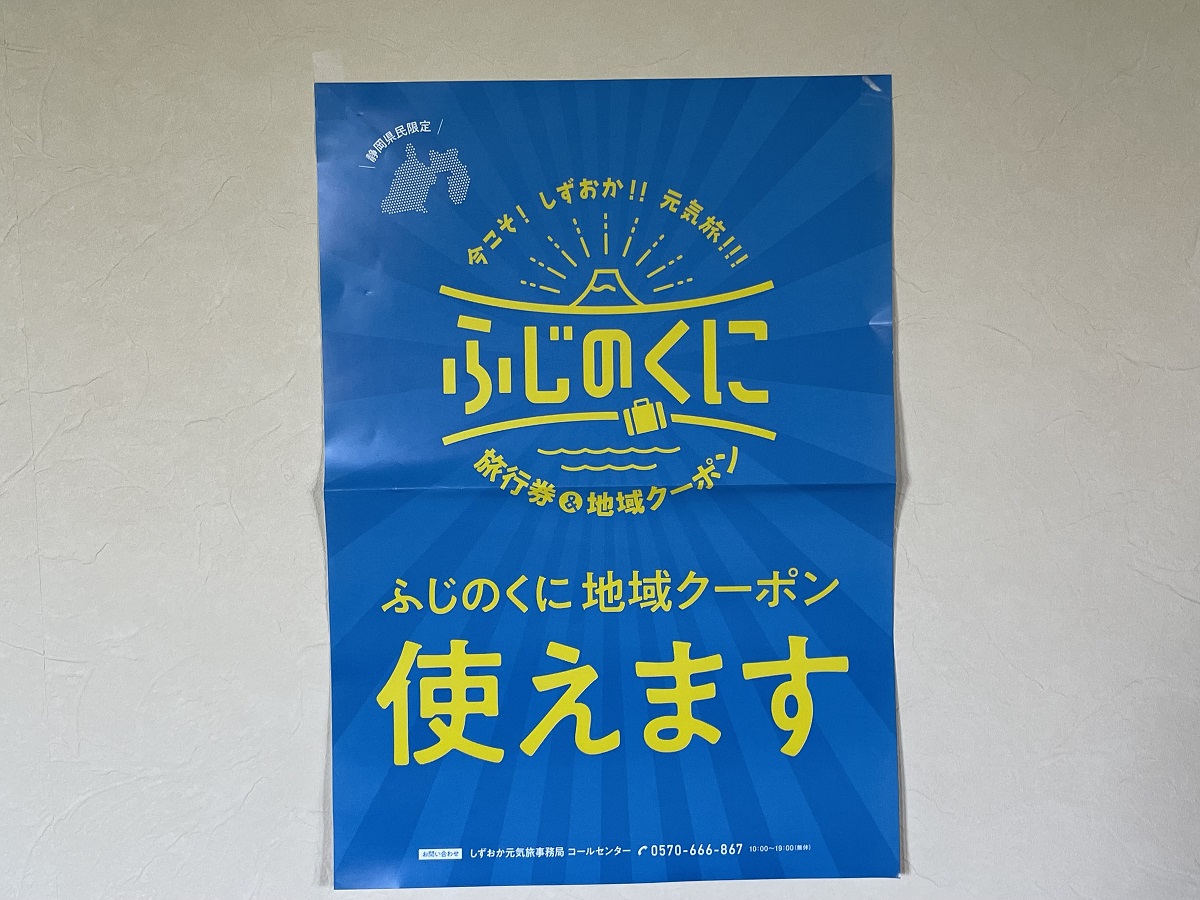 静岡県民限定
今こそ! しずおか!! 元気旅!!!
ふじのくに
旅行券&地域クーポン
ふじのくに 地域クーポン
使えます
お問い合わせ しずおか元気旅事務局 コールセンター 0570-666-867 10:00〜19:00(無休)